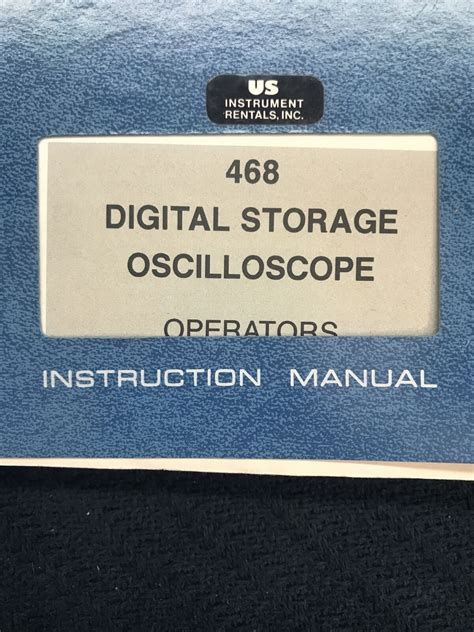 US
INSTRUMENT
RENTALS, INC.
468
DIGITAL STORAGE
OSCILLOSCOPE
OPERATORS
INSTRUCTION MANUAL